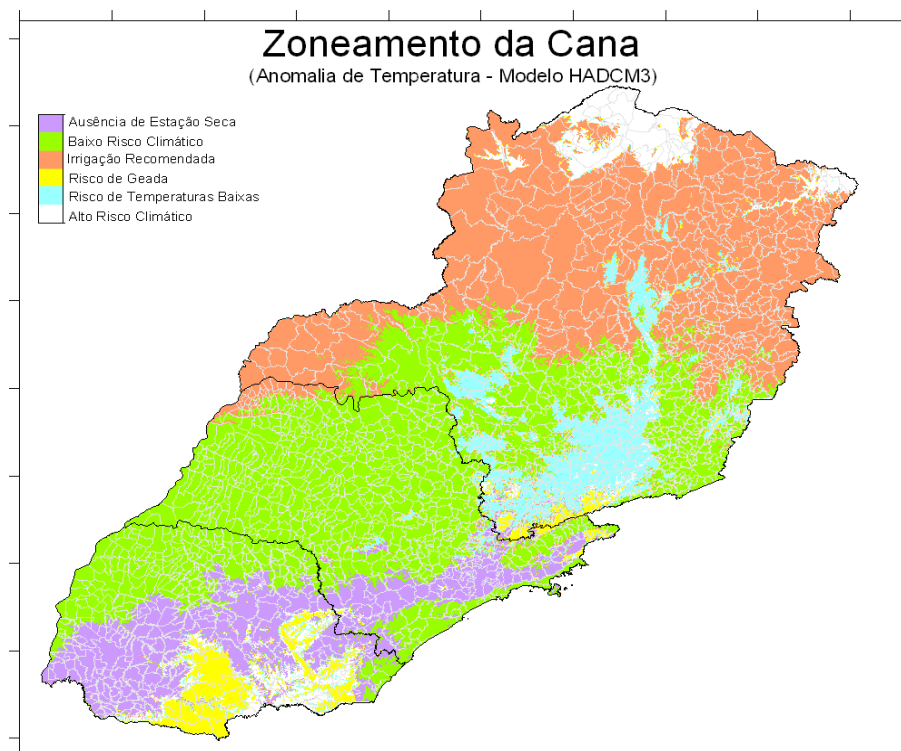 Zoneamento da Cana
(Anomalia de Temperatura - Modelo HADCM3)
Ausência de Estação Seca
Baixo Risco Climático
Irrigação Recomendada
Risco de Geada
Risco de Temperaturas Baixas
Alto Risco Climático